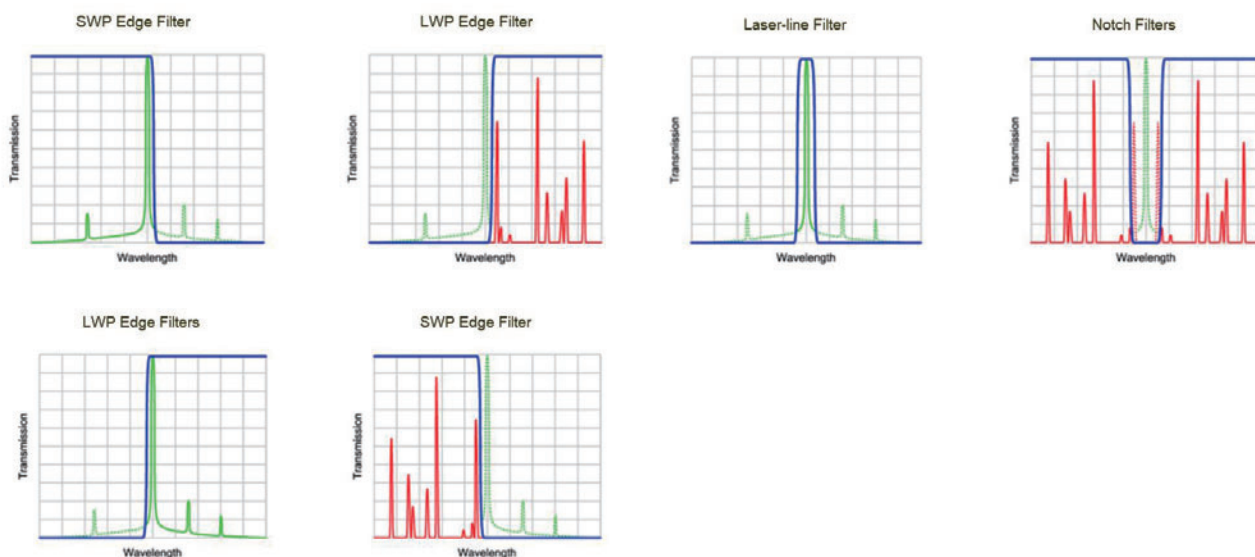 SWP Edge Filter
Transmission
Wavelength
LWP Edge Filter
Transmission
Wavelength
Laser-line Filter
Transmission
Wavelength
Notch Filters
Transmission
Wavelength
LWP Edge Filters
Transmission
Wavelength
SWP Edge Filter
Transmission
Wavelength